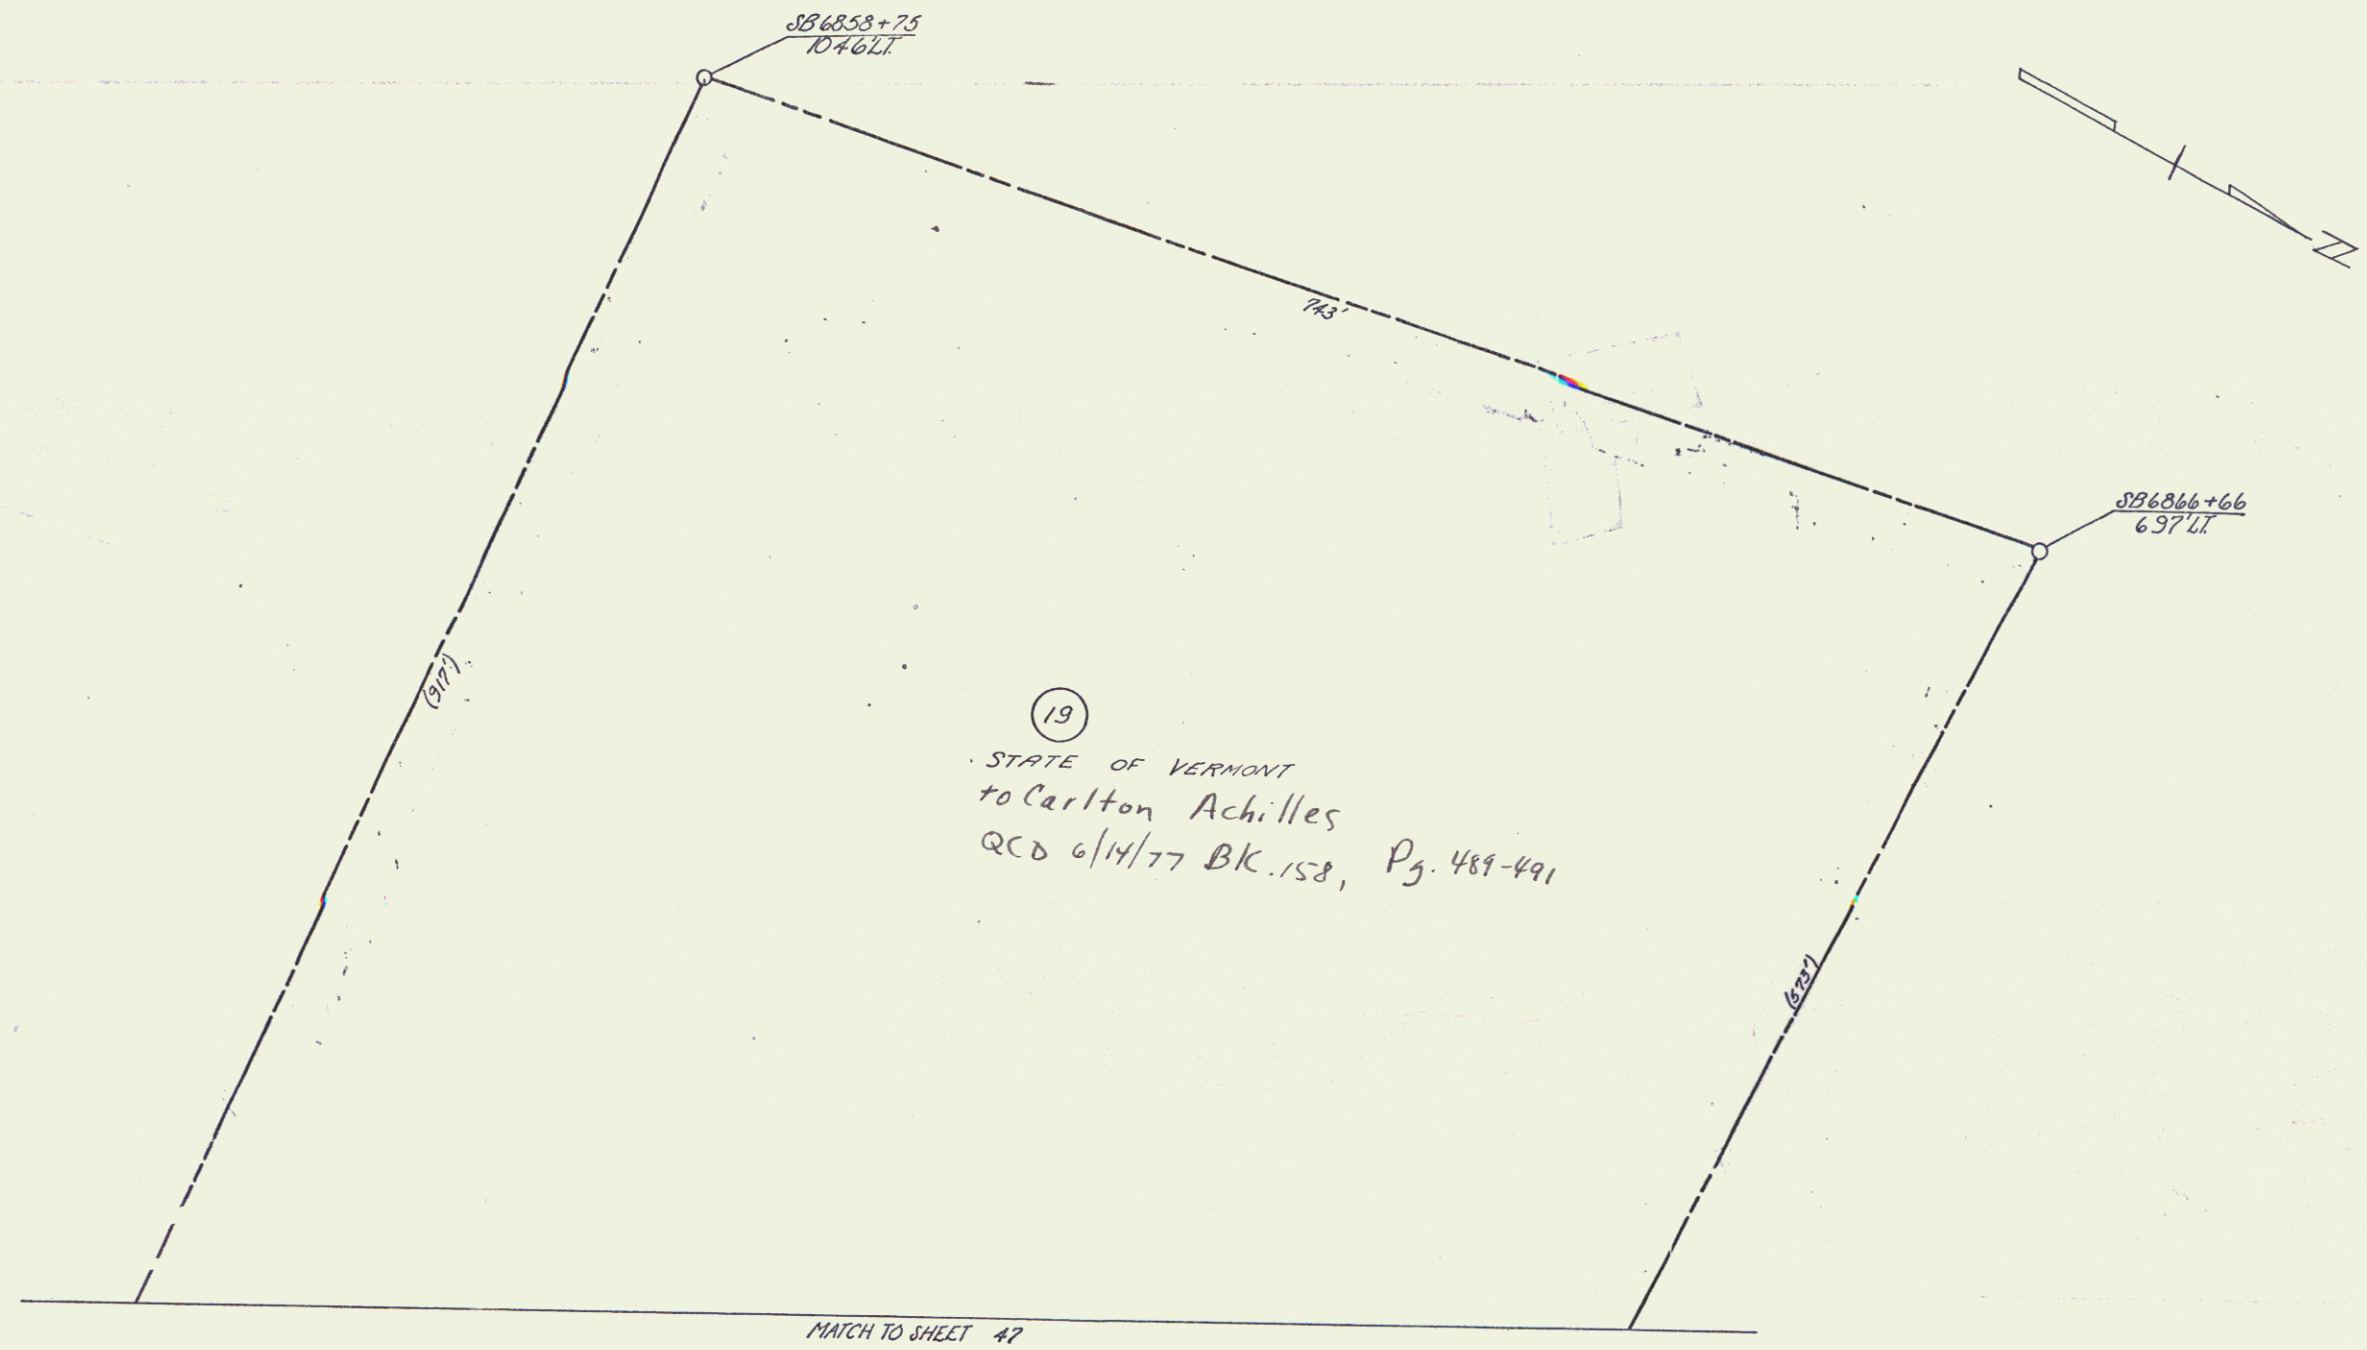 SB6858+75
1046'LT.
N
743'
SB6866+66
697'LT.
(917')
19
STATE OF VERMONT
to Carlton Achilles
QCD 6/14/77 BK.158, Pg. 489-491
(573')
MATCH TO SHEET 47